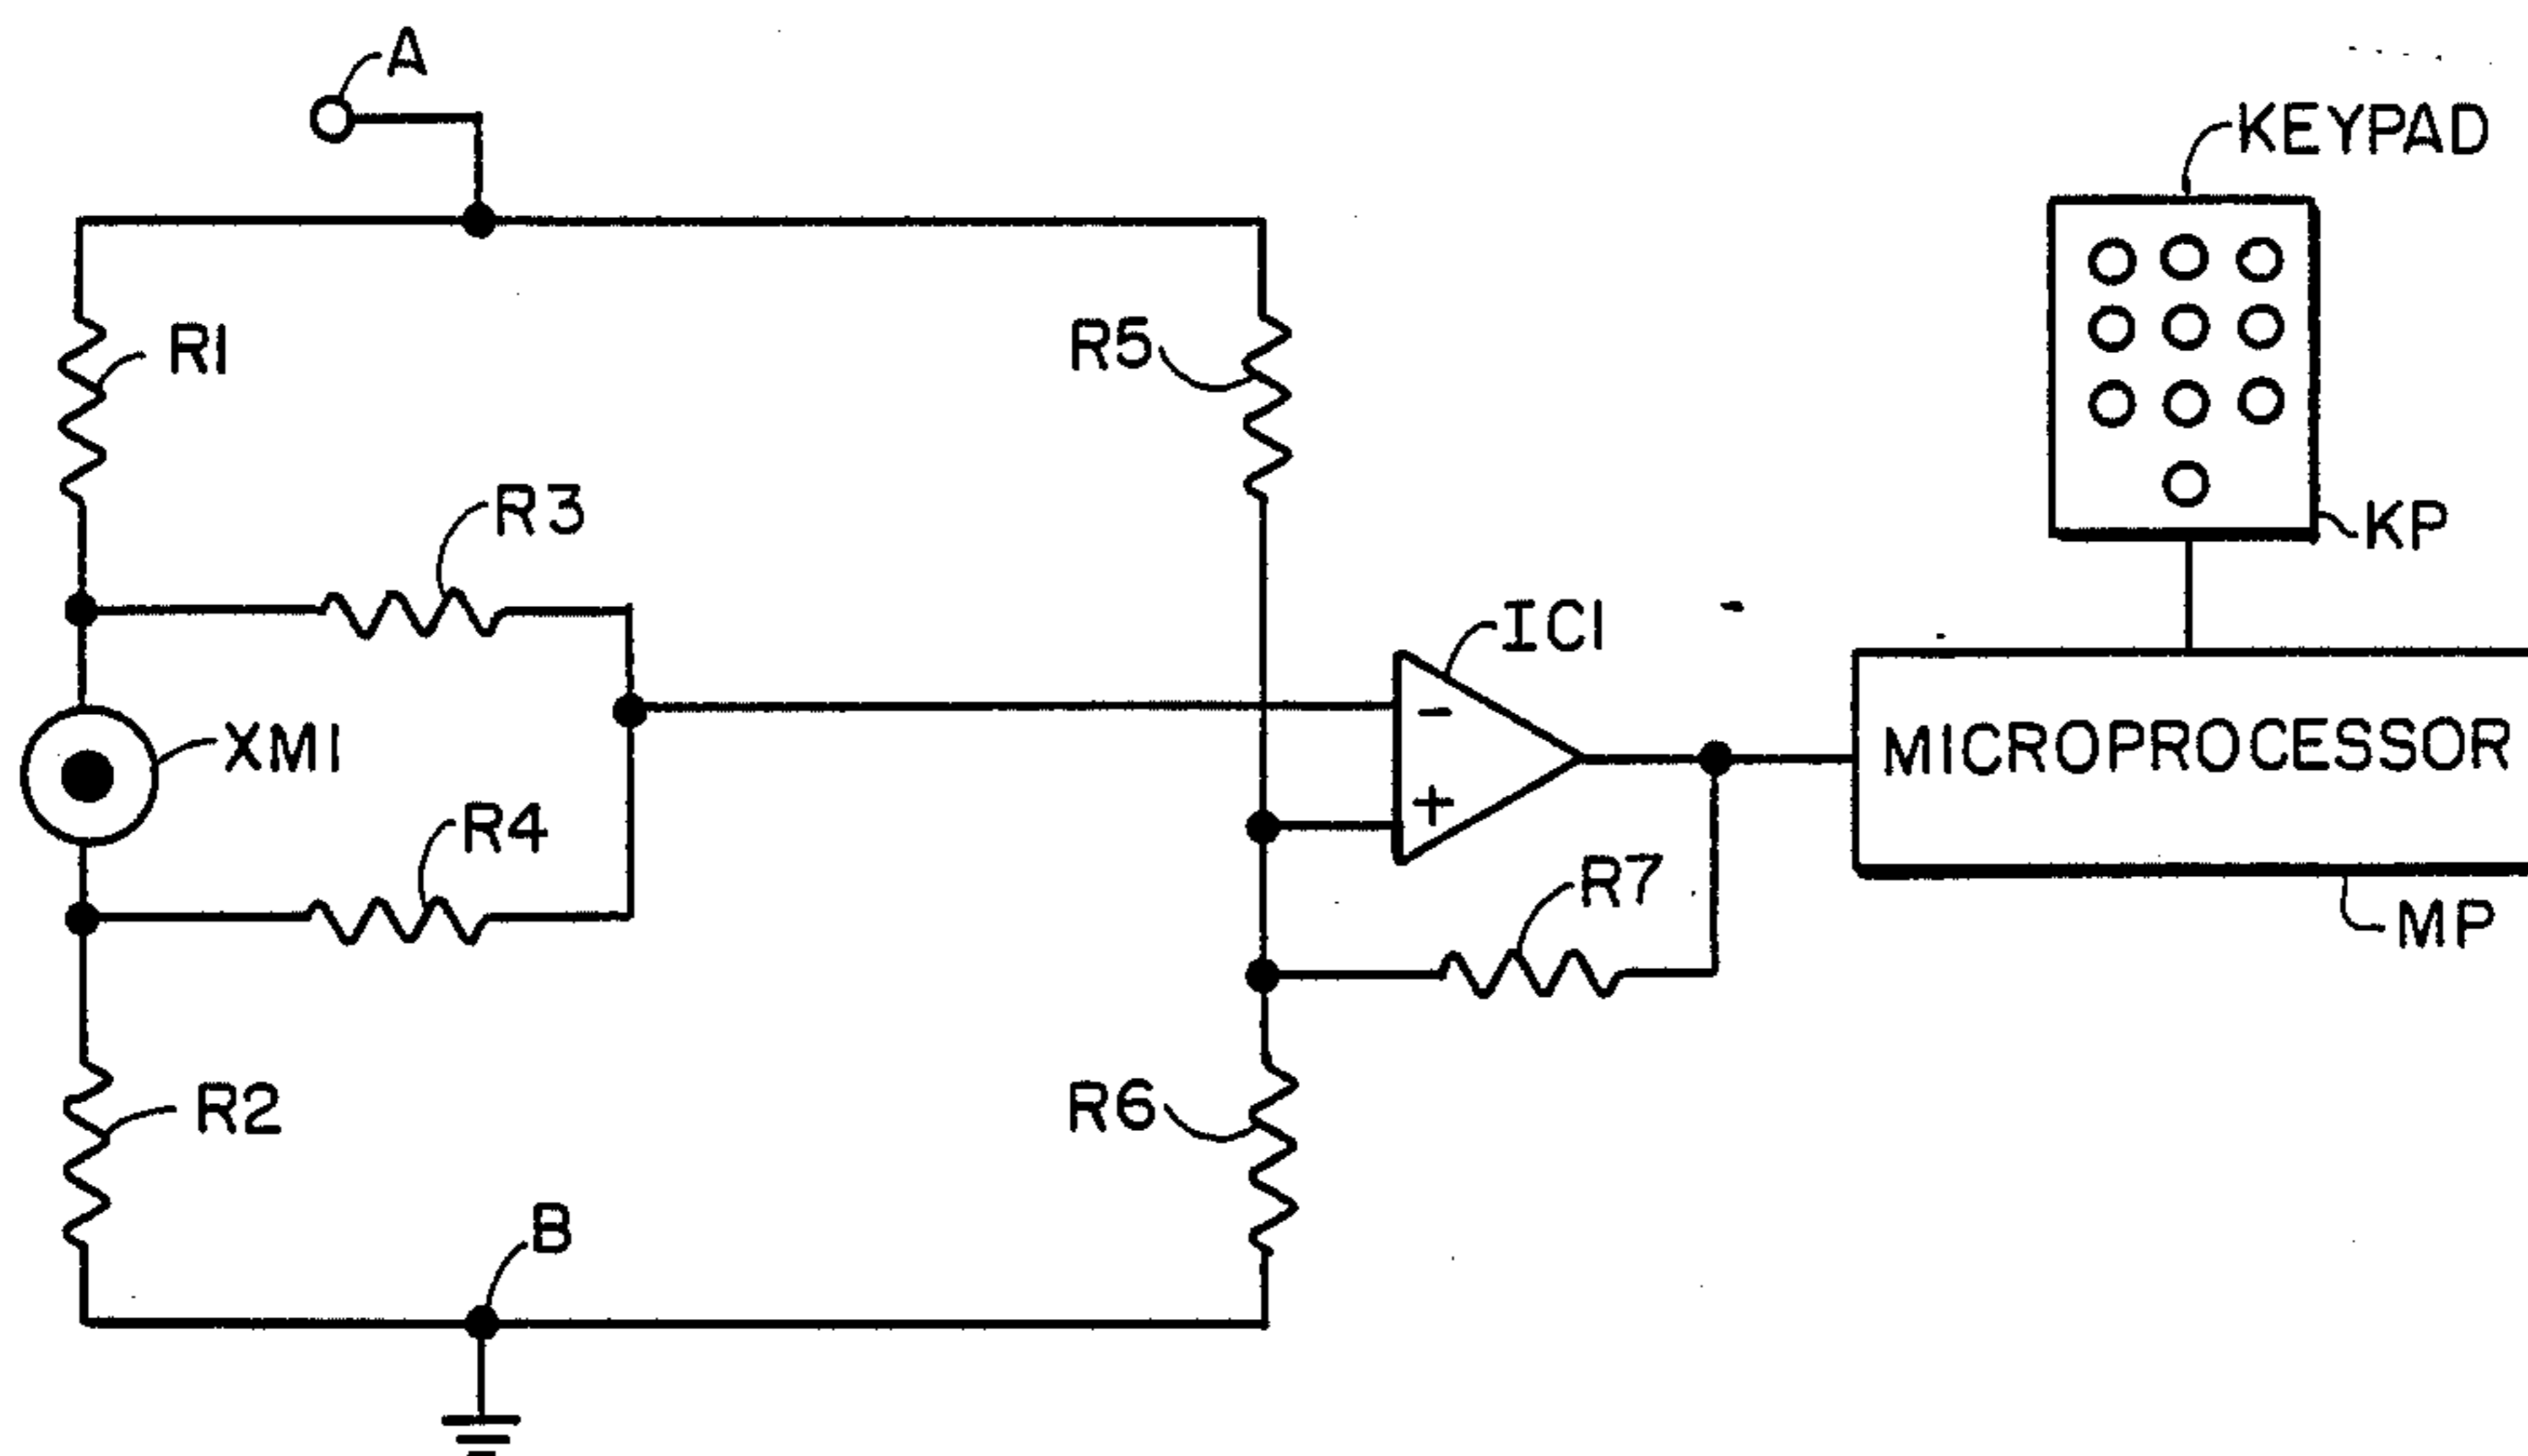 A
KEYPAD
R1
R5
R3
KP
IC1
-
XM1
MICROPROCESSOR
+
R4
R7
MP
R2
R6
B